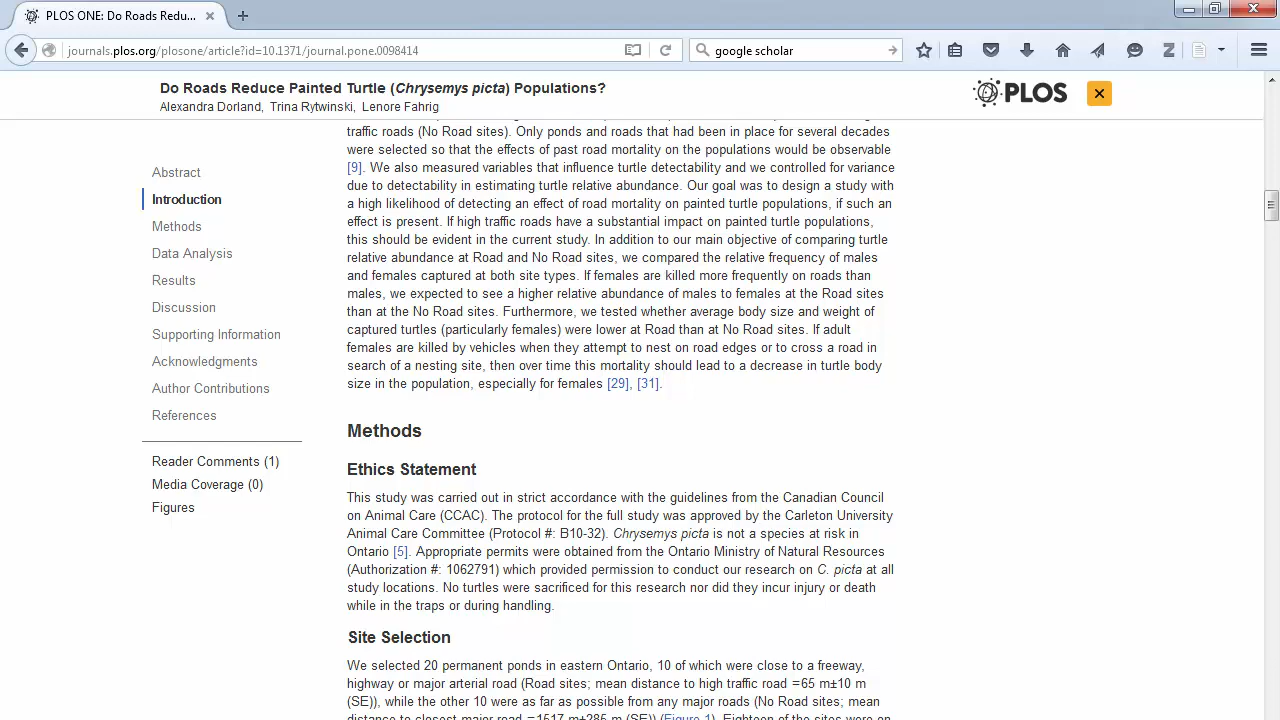 PLOS ONE: Do Roads Redu...
journals.plos.org/plosone/article?id=10.1371/journal.pone.0098414
google scholar
Do Roads Reduce Painted Turtle (Chrysemys picta) Populations?
Alexandra Dorland, Trina Rytwinski, Lenore Fahrig
PLOS
traffic roads (No Road sites). Only ponds and roads that had been in place for several decades
were selected so that the effects of past road mortality on the populations would be observable
[9]. We also measured variables that influence turtle detectability and we controlled for variance
due to detectability in estimating turtle relative abundance. Our goal was to design a study with
a high likelihood of detecting an effect of road mortality on painted turtle populations, if such an
effect is present. If high traffic roads have a substantial impact on painted turtle populations,
this should be evident in the current study. In addition to our main objective of comparing turtle
relative abundance at Road and No Road sites, we compared the relative frequency of males
and females captured at both site types. If females are killed more frequently on roads than
males, we expected to see a higher relative abundance of males to females at the Road sites
than at the No Road sites. Furthermore, we tested whether average body size and weight of
captured turtles (particularly females) were lower at Road than at No Road sites. If adult
females are killed by vehicles when they attempt to nest on road edges or to cross a road in
search of a nesting site, then over time this mortality should lead to a decrease in turtle body
size in the population, especially for females [29], [31].
Abstract
Introduction
Methods
Data Analysis
Results
Discussion
Supporting Information
Acknowledgments
Author Contributions
References
Reader Comments (1)
Media Coverage (0)
Figures
Methods
Ethics Statement
This study was carried out in strict accordance with the guidelines from the Canadian Council
on Animal Care (CCAC). The protocol for the full study was approved by the Carleton University
Animal Care Committee (Protocol #: B10-32). Chrysemys picta is not a species at risk in
Ontario [5]. Appropriate permits were obtained from the Ontario Ministry of Natural Resources
(Authorization #: 1062791) which provided permission to conduct our research on C. picta at all
study locations. No turtles were sacrificed for this research nor did they incur injury or death
while in the traps or during handling.
Site Selection
We selected 20 permanent ponds in eastern Ontario, 10 of which were close to a freeway,
highway or major arterial road (Road sites; mean distance to high traffic road =65 m±10 m
(SE)), while the other 10 were as far as possible from any major roads (No Road sites; mean
distance to closest major road =1517 m±285 m (SE)) (Figure 1). Eighteen of the sites were on